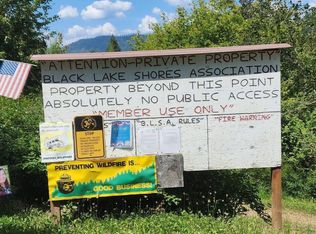 "ATTENTION-PRIVATE PROPERTY"
BLACK LAKE SHORES ASSOCIATION
PROPERTY BEYOND THIS POINT
ABSOLUTELY NO PUBLIC ACCESS
"MEMBER USE ONLY"
"B.L.S.A. RULES"
"FIRE WARNING"
STOP
PREVENTING WILDFIRE IS...
GOOD BUSINESS!